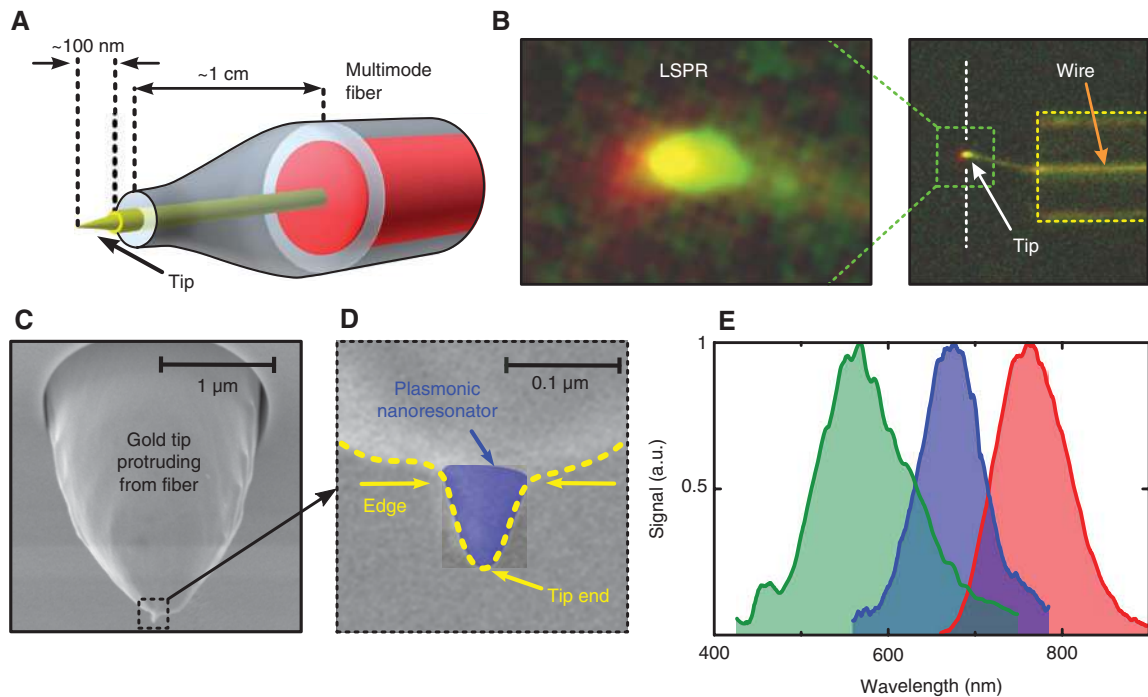 A
~100 nm
~1 cm
Multimode
fiber
Tip
B
LSPR
Wire
Tip
C
1 µm
Gold tip
protruding
from fiber
D
0.1 µm
Plasmonic
nanoresonator
Edge
Tip end
E
1
0.5
Signal (a.u.)
400
600
800
Wavelength (nm)